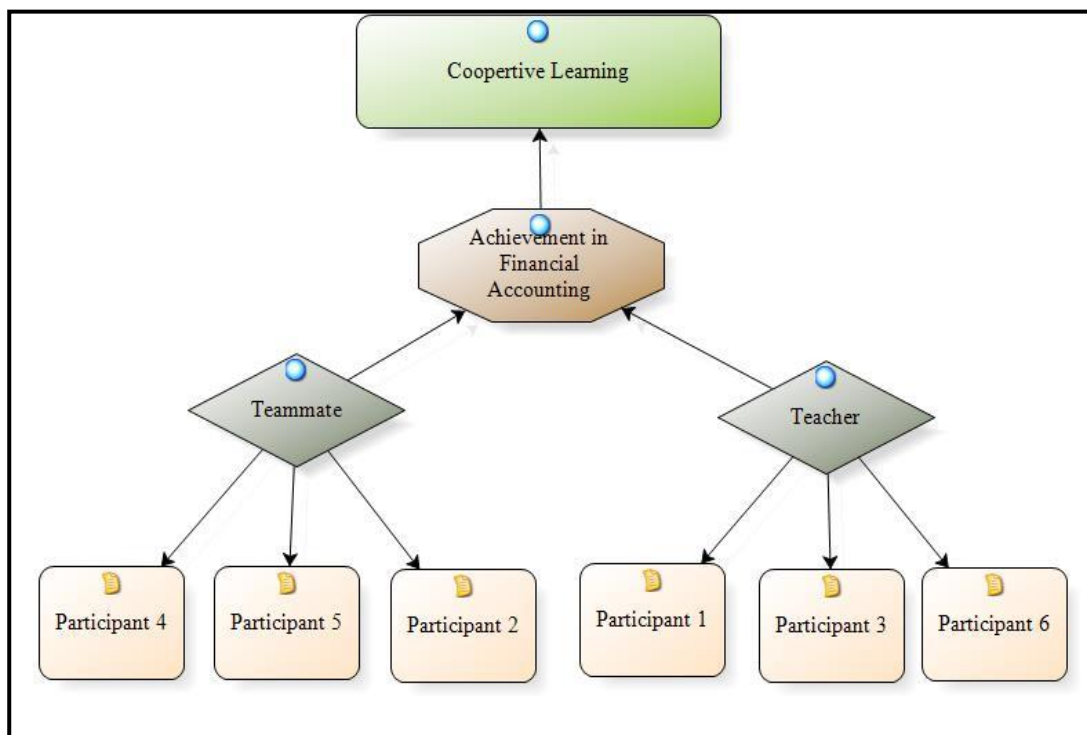 Coopertive Learning
Achievement in
Financial
Accounting
Teammate
Teacher
Participant 4
Participant 5
Participant 2
Participant 1
Participant 3
Participant 6